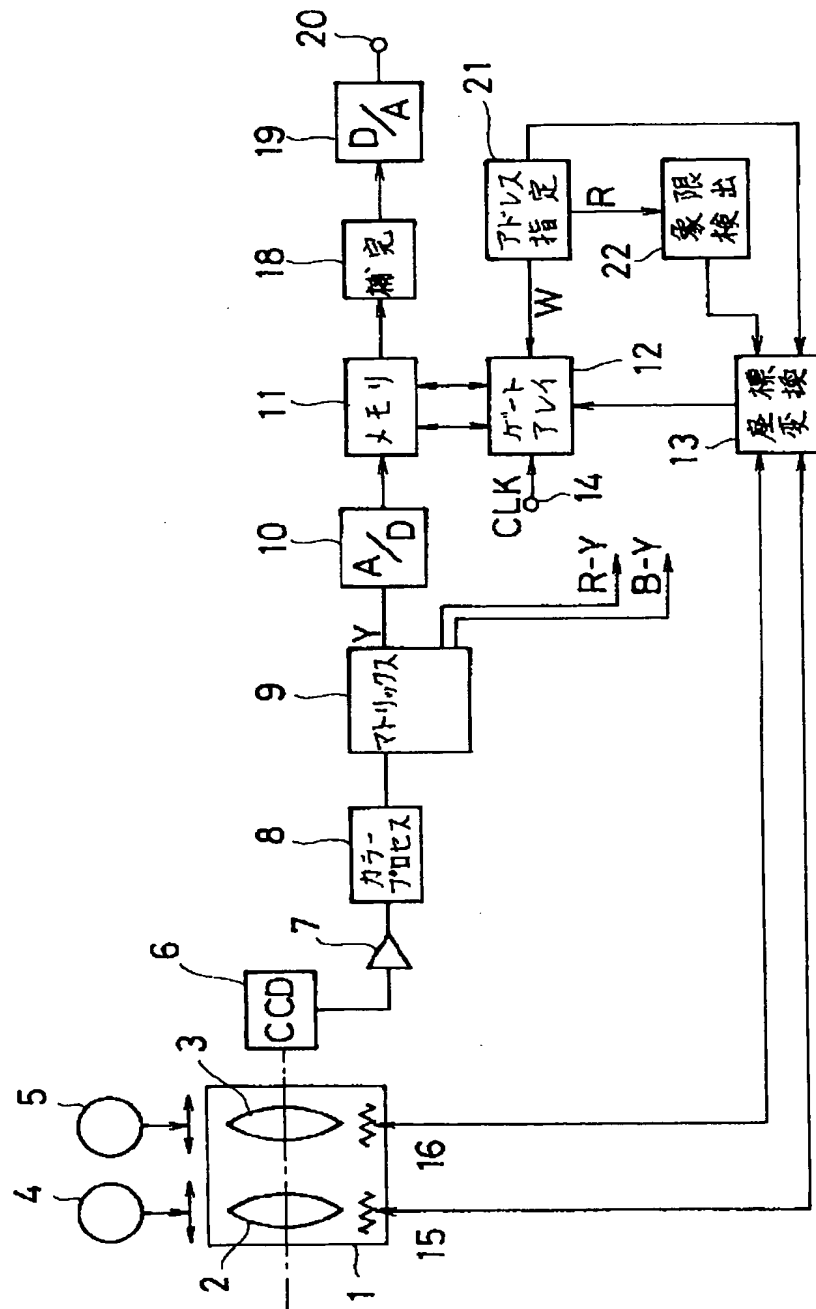 4
5
1
2
3
15
16
6
CCD
7
8
カラー
プロセス
9
マトリックス
Y
R-Y
B-Y
10
A/D
11
メモリ
18
補完
19
D/A
20
CLK
14
12
ゲート
アレイ
W
21
アドレス
指定
R
22
象限
検出
13
座標
変換